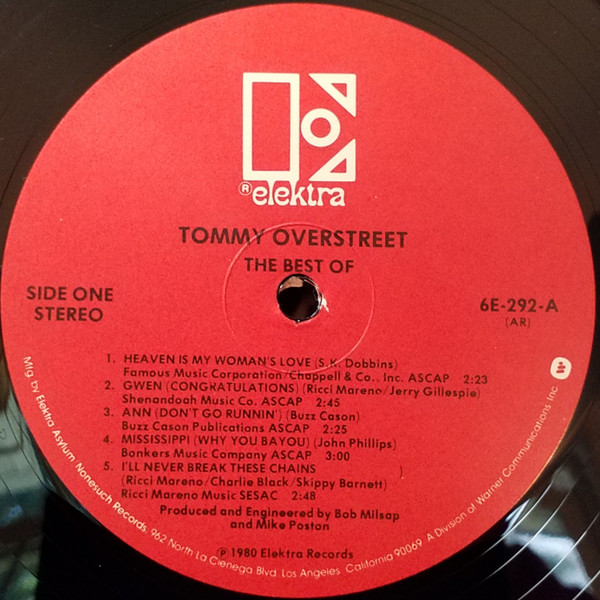 ® elektra
TOMMY OVERSTREET
THE BEST OF
SIDE ONE
STEREO
6E-292-A
(AR)
1. HEAVEN IS MY WOMAN'S LOVE (S.K. Dobbins)
Famous Music Corporation/Chappell & Co., Inc. ASCAP 2:23
2. GWEN (CONGRATULATIONS) (Ricci Mareno/Jerry Gillespie)
Shenandoah Music Co. ASCAP 2:45
3. ANN (DON'T GO RUNNIN') (Buzz Cason)
Buzz Cason Publications ASCAP 2:25
4. MISSISSIPPI (WHY YOU BAYOU) (John Phillips)
Bonkers Music Company ASCAP 3:00
5. I'LL NEVER BREAK THESE CHAINS )
(Ricci Mareno/Charlie Black/Skippy Barnett)
Ricci Mareno Music SESAC 2:48
Produced and Engineered by Bob Milsap
and Mike Poston
℗ 1980 Elektra Records
Mfg by Elektra Asylum Nonesuch Records, 962 North La Cienega Blvd. Los Angeles, California 90069 A Division of Warner Communications Inc